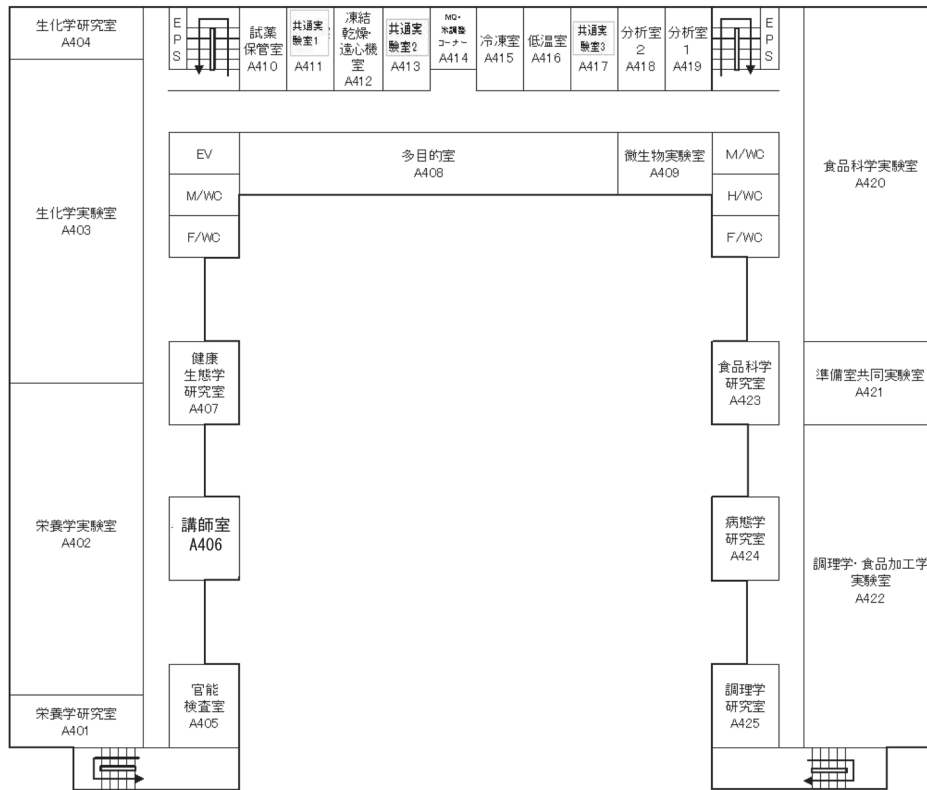 生化学研究室
A404
E
P
S
試薬
保管室
A410
共通実
験室1
A411
凍結
乾燥・
遠心機
室
A412
共通実
験室2
A413
MQ・
氷調整
コーナー
A414
冷凍室
A415
低温室
A416
共通実
験室3
A417
分析室
2
A418
分析室
1
A419
E
P
S
EV
M/WC
F/WC
多目的室
A408
微生物実験室
A409
M/WC
H/WC
F/WC
食品科学実験室
A420
生化学実験室
A403
健康
生態学
研究室
A407
食品科学
研究室
A423
準備室共同実験室
A421
栄養学実験室
A402
講師室
A406
病態学
研究室
A424
調理学・食品加工学
実験室
A422
栄養学研究室
A401
官能
検査室
A405
調理学
研究室
A425